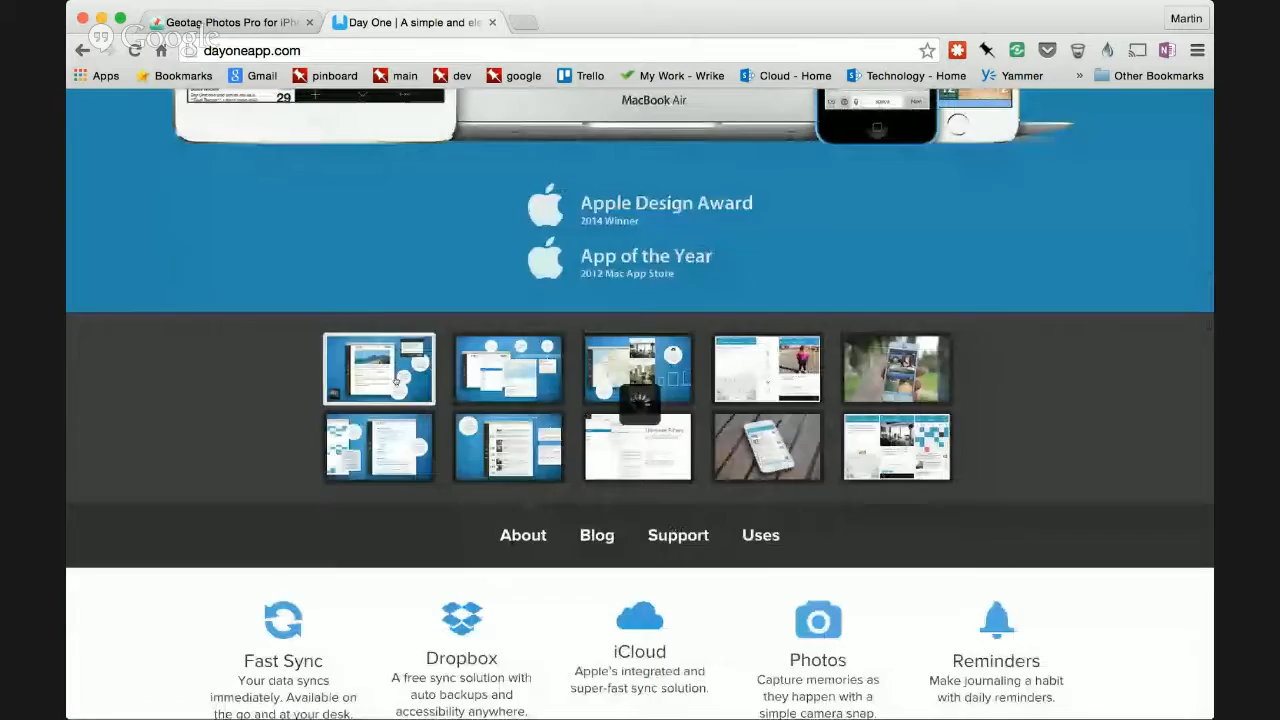 Geotag Photos Pro for iPh
Day One | A simple and ele
Martin
Google
dayoneapp.com
Apps
Bookmarks
Gmail
pinboard
main
dev
google
Trello
My Work - Wrike
Cloud - Home
Technology - Home
Yammer
»
Other Bookmarks
29
MacBook Air
Apple Design Award
2014 Winner
App of the Year
2012 Mac App Store
About
Blog
Support
Uses
Fast Sync
Your data syncs
immediately. Available on
the go and at your desk.
Dropbox
A free sync solution with
auto backups and
accessibility anywhere.
iCloud
Apple's integrated and
super-fast sync solution.
Photos
Capture memories as
they happen with a
simple camera snap.
Reminders
Make journaling a habit
with daily reminders.